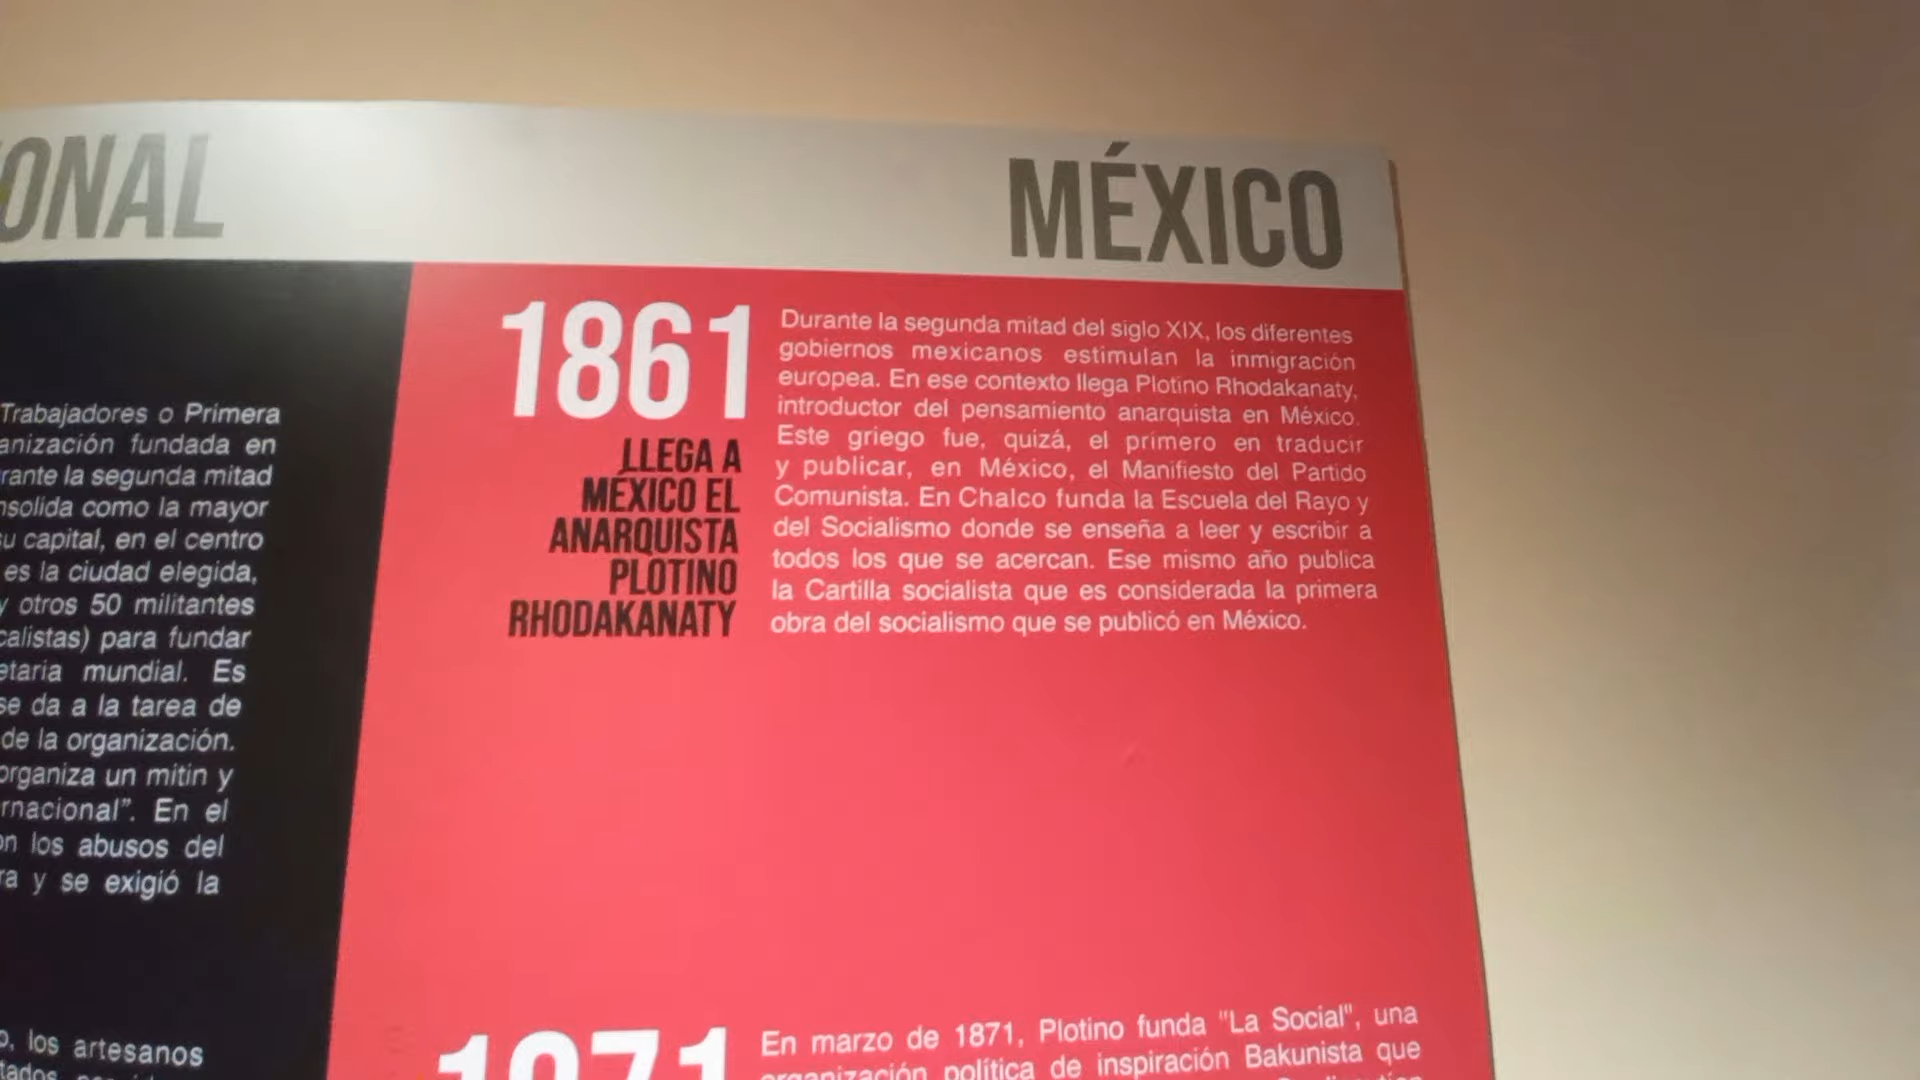 ONAL
MÉXICO
Trabajadores o Primera
anización fundada en
rante la segunda mitad
nsolida como la mayor
su capital, en el centro
es la ciudad elegida,
y otros 50 militantes
calistas) para fundar
etaria mundial. Es
se da a la tarea de
de la organización.
organiza un mitin y
rnacional”. En el
on los abusos del
ra y se exigió la
o, los artesanos
tados
1861
LLEGA A
MÉXICO EL
ANARQUISTA
PLOTINO
RHODAKANATY
Durante la segunda mitad del siglo XIX, los diferentes
gobiernos mexicanos estimulan la inmigración
europea. En ese contexto llega Plotino Rhodakanaty,
introductor del pensamiento anarquista en México.
Este griego fue, quizá, el primero en traducir
y publicar, en México, el Manifiesto del Partido
Comunista. En Chalco funda la Escuela del Rayo y
del Socialismo donde se enseña a leer y escribir a
todos los que se acercan. Ese mismo año publica
la Cartilla socialista que es considerada la primera
obra del socialismo que se publicó en México.
1871
En marzo de 1871, Plotino funda "La Social", una
organización política de inspiración Bakunista que